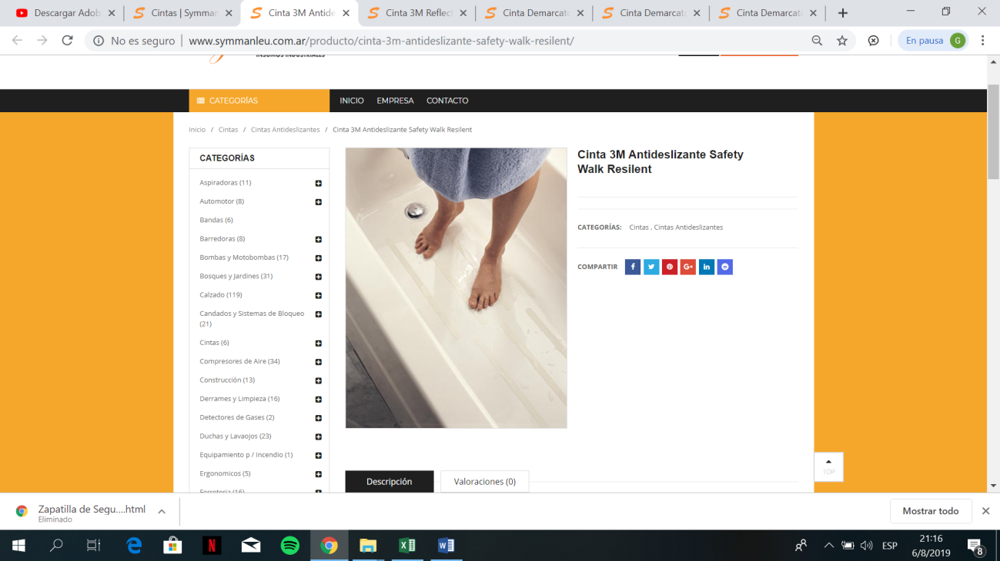 Descargar Adob
Cintas | Symman
Cinta 3M Antide
Cinta 3M Reflect
Cinta Demarcato
Cinta Demarcato
Cinta Demarcato
No es seguro
www.symmanleu.com.ar/producto/cinta-3m-antideslizante-safety-walk-resilent/
En pausa
G
INSUMOS INDUSTRIALES
CATEGORÍAS
INICIO
EMPRESA
CONTACTO
Inicio / Cintas / Cintas Antideslizantes / Cinta 3M Antideslizante Safety Walk Resilent
CATEGORÍAS
Aspiradoras (11)
Automotor (8)
Bandas (6)
Barredoras (8)
Bombas y Motobombas (17)
Bosques y Jardines (31)
Calzado (119)
Candados y Sistemas de Bloqueo
(21)
Cintas (6)
Compresores de Aire (34)
Construcción (13)
Derrames y Limpieza (16)
Detectores de Gases (2)
Duchas y Lavaojos (23)
Equipamiento p / Incendio (1)
Ergonomicos (5)
Ferreteria (16)
Cinta 3M Antideslizante Safety
Walk Resilent
CATEGORÍAS: Cintas , Cintas Antideslizantes
COMPARTIR
TOP
Descripción
Valoraciones (0)
Zapatilla de Segu....html
Eliminado
Mostrar todo
ESP
21:16
6/8/2019
8